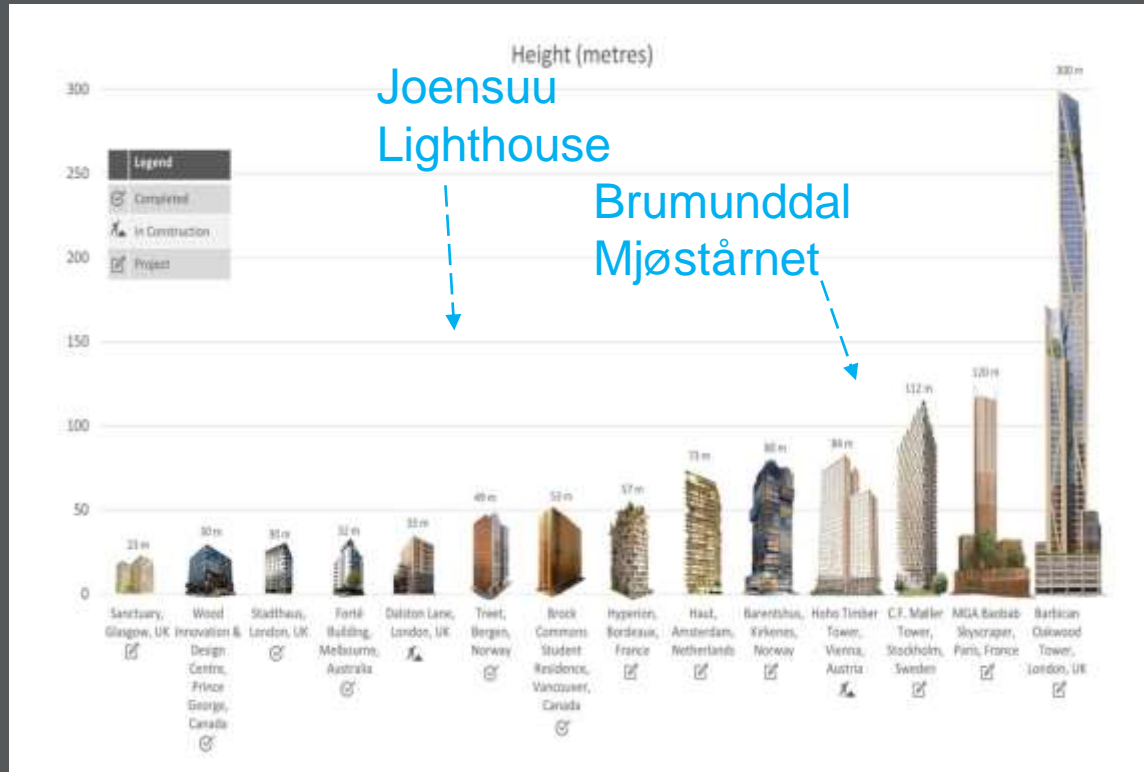 Height (metres)
Joensuu
Lighthouse
Brumunddal
Mjøstårnet
300
250
200
150
100
50
0
Legend
Completed
In Construction
Project
23 m
30 m
30 m
32 m
33 m
49 m
53 m
57 m
73 m
80 m
84 m
112 m
120 m
300 m
Sanctuary,
Glasgow, UK
Wood
Innovation &
Design
Centre,
Prince
George,
Canada
Stadthaus,
London, UK
Forté
Building,
Melbourne,
Australia
Dalston Lane,
London, UK
Treet,
Bergen,
Norway
Brock
Commons
Student
Residence,
Vancouver,
Canada
Hyperion,
Bordeaux,
France
Haut,
Amsterdam,
Netherlands
Barentshus,
Kirkenes,
Norway
Hoho Timber
Tower,
Vienna,
Austria
C.F. Møller
Tower,
Stockholm,
Sweden
MGA Baobab
Skyscraper,
Paris, France
Barbican
Oakwood
Tower,
London, UK